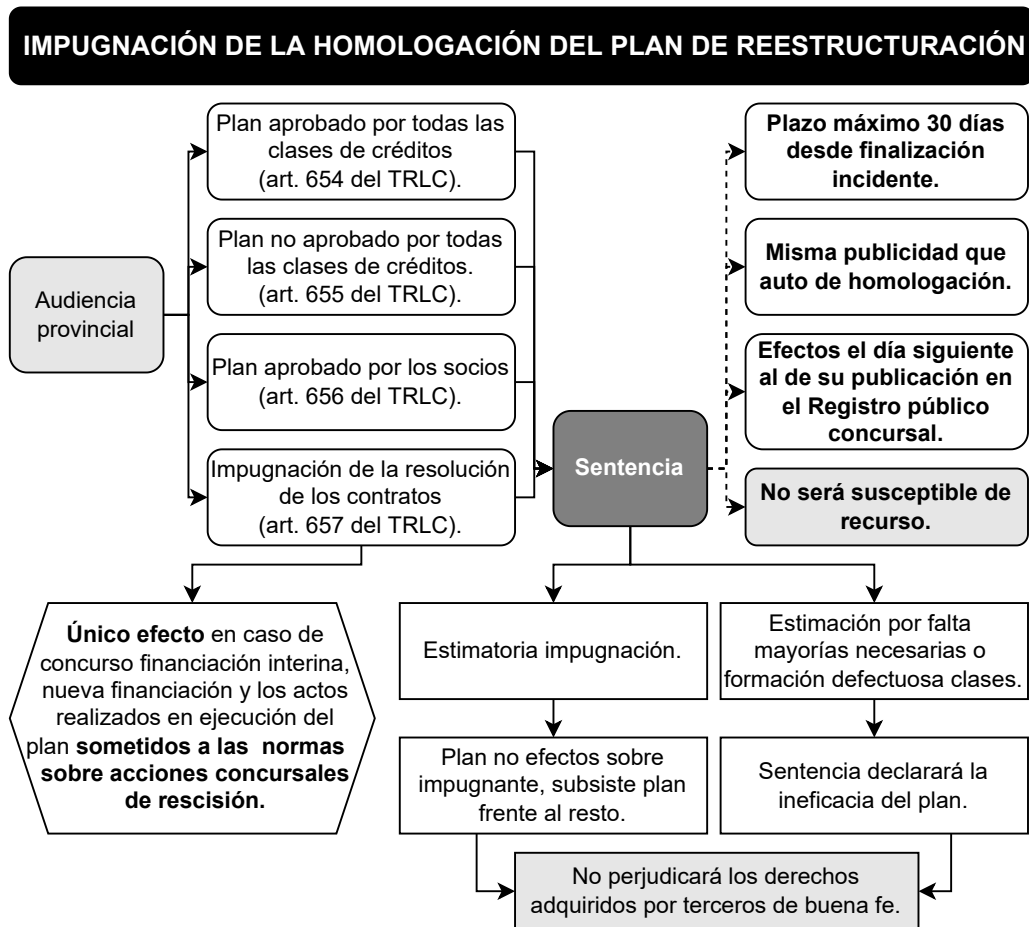 IMPUGNACIÓN DE LA HOMOLOGACIÓN DEL PLAN DE REESTRUCTURACIÓN
Audiencia
provincial
Plan aprobado por todas las
clases de créditos
(art. 654 del TRLC).
Plan no aprobado por todas
las clases de créditos.
(art. 655 del TRLC).
Plan aprobado por los socios
(art. 656 del TRLC).
Impugnación de la resolución
de los contratos
(art. 657 del TRLC).
Sentencia
Plazo máximo 30 días
desde finalización
incidente.
Misma publicidad que
auto de homologación.
Efectos el día siguiente
al de su publicación en
el Registro público
concursal.
No será susceptible de
recurso.
Único efecto en caso de
concurso financiación interina,
nueva financiación y los actos
realizados en ejecución del
plan sometidos a las normas
sobre acciones concursales
de rescisión.
Estimatoria impugnación.
Estimación por falta
mayorías necesarias o
formación defectuosa clases.
Plan no efectos sobre
impugnante, subsiste plan
frente al resto.
Sentencia declarará la
ineficacia del plan.
No perjudicará los derechos
adquiridos por terceros de buena fe.